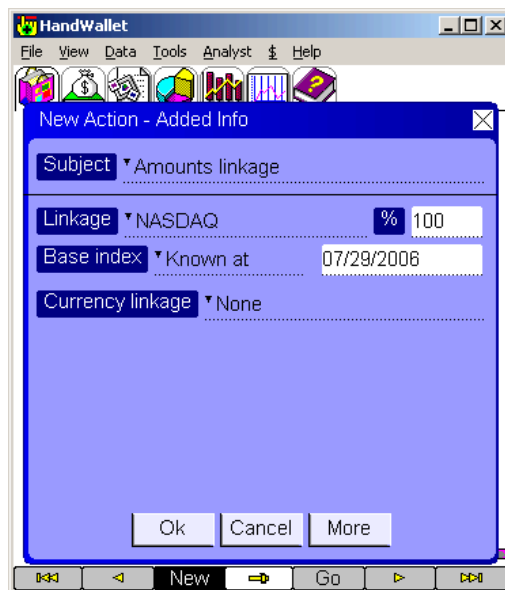 HandWallet
File View Data Tools Analyst $ Help
New Action - Added Info
Subject Amounts linkage
Linkage NASDAQ % 100
Base index Known at 07/29/2006
Currency linkage None
Ok Cancel More
New Go